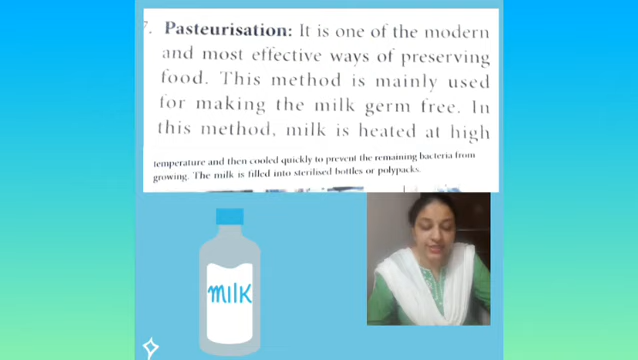 7. Pasteurisation: It is one of the modern
and most effective ways of preserving
food. This method is mainly used
for making the milk germ free. In
this method, milk is heated at high
temperature and then cooled quickly to prevent the remaining bacteria from
growing. The milk is filled into sterilised bottles or polypacks.
milk